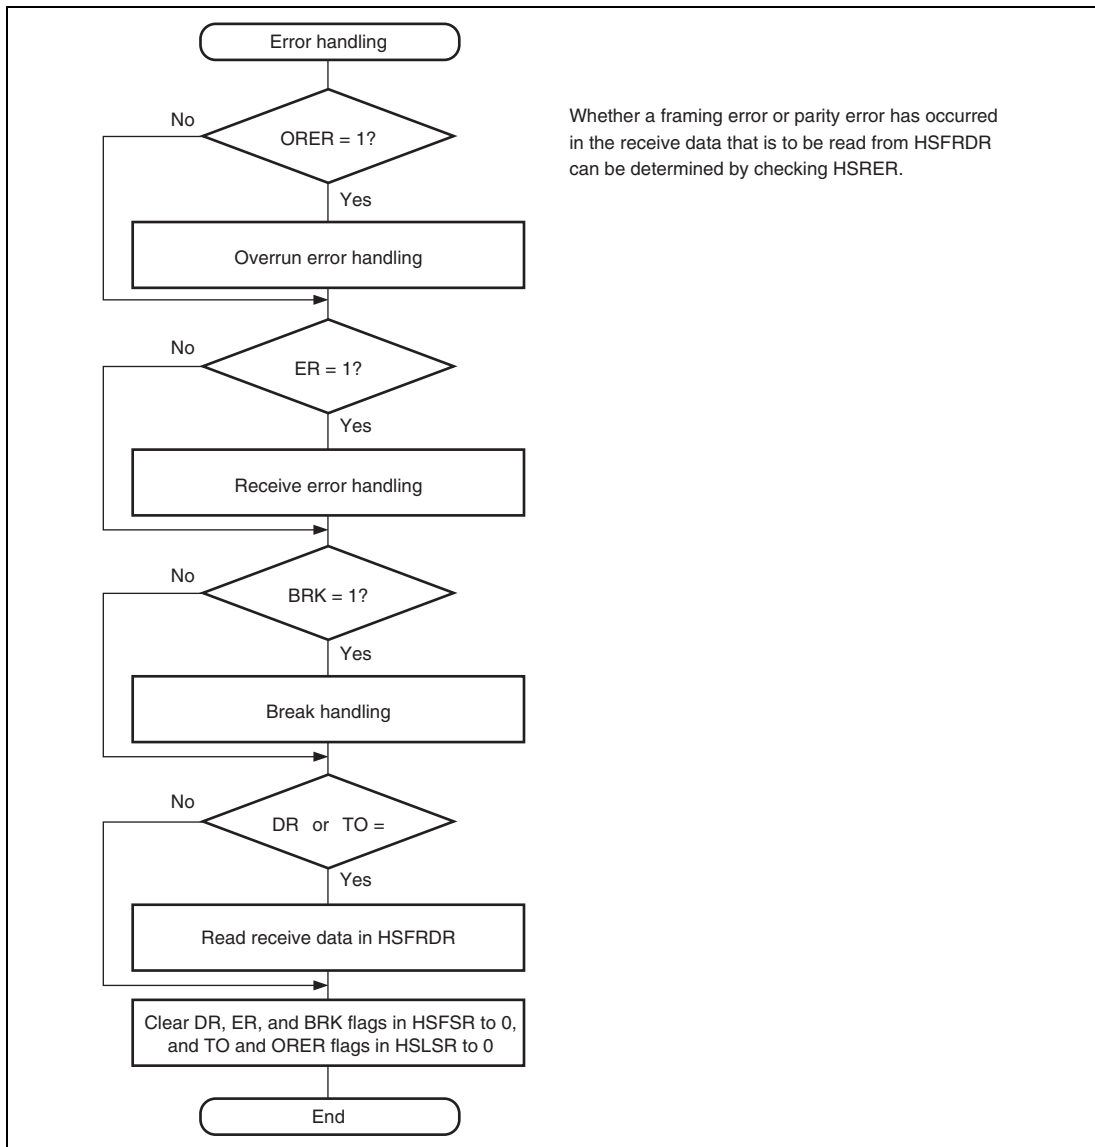 Error handling
No
ORER = 1?
Whether a framing error or parity error has occurred
in the receive data that is to be read from HSFRDR
can be determined by checking HSRER.
Yes
Overrun error handling
No
ER = 1?
Yes
Receive error handling
No
BRK = 1?
Yes
Break handling
No
DR or TO =
Yes
Read receive data in HSFRDR
Clear DR, ER, and BRK flags in HSFSR to 0,
and TO and ORER flags in HSLSR to 0
End